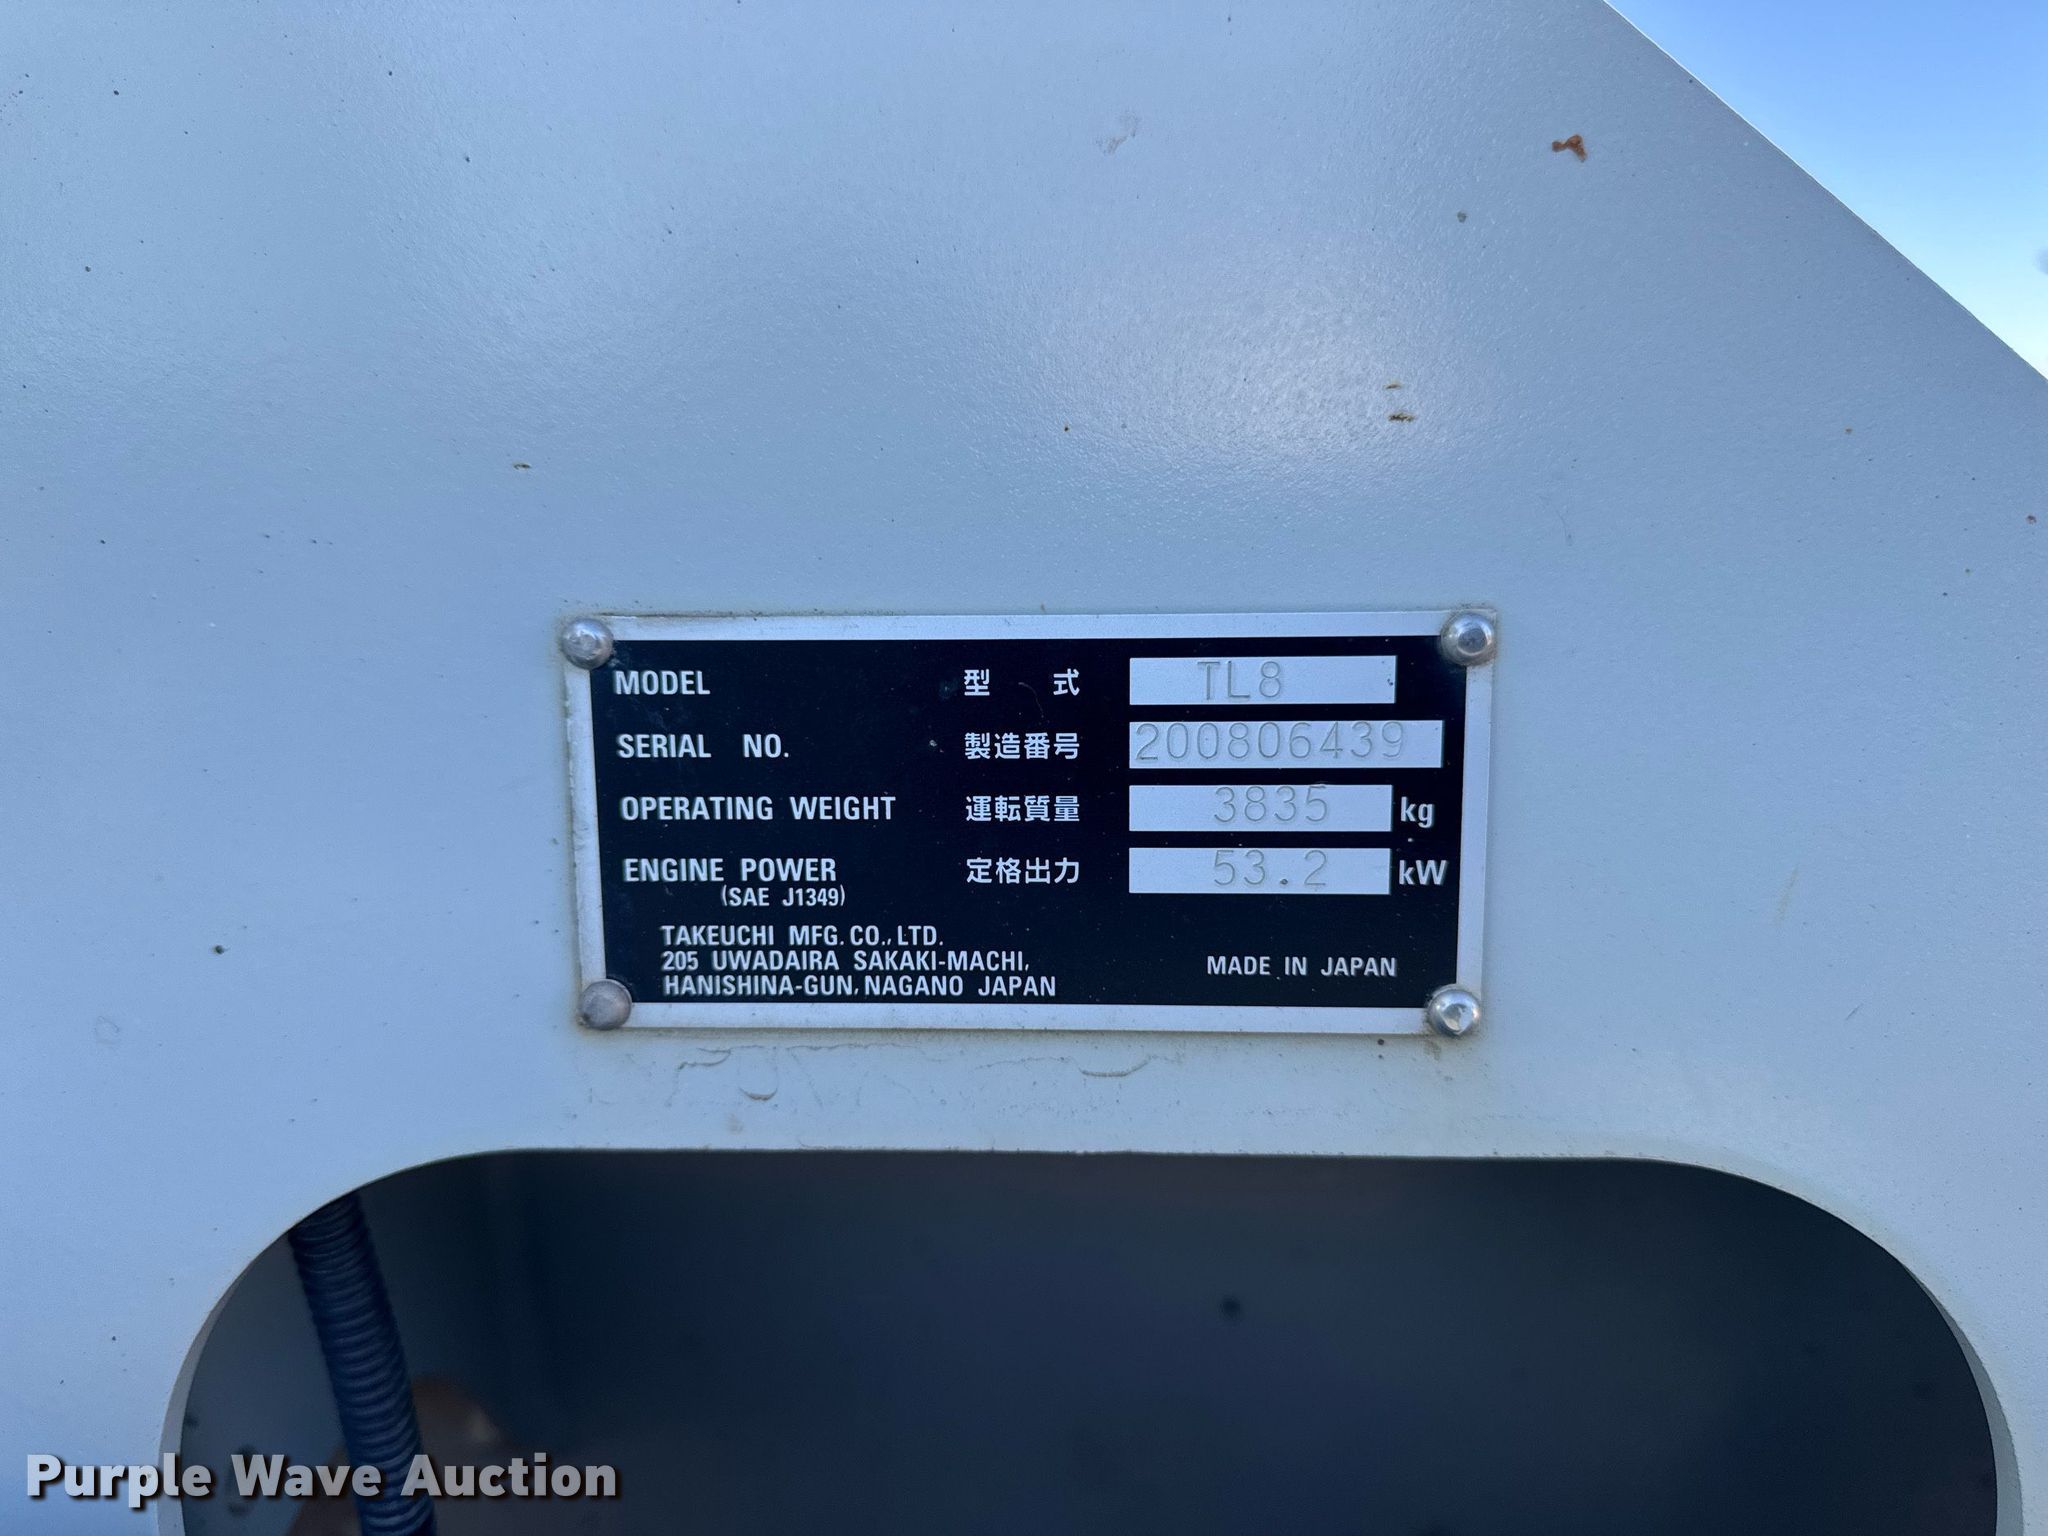 MODEL 型 式 TL8
SERIAL NO. 製造番号 200806439
OPERATING WEIGHT 運転質量 3835 kg
ENGINE POWER 定格出力 53.2 kW
(SAE J1349)
TAKEUCHI MFG. CO., LTD.
205 UWADAIRA SAKAKI-MACHI,
HANISHINA-GUN, NAGANO JAPAN
MADE IN JAPAN
Purple Wave Auction